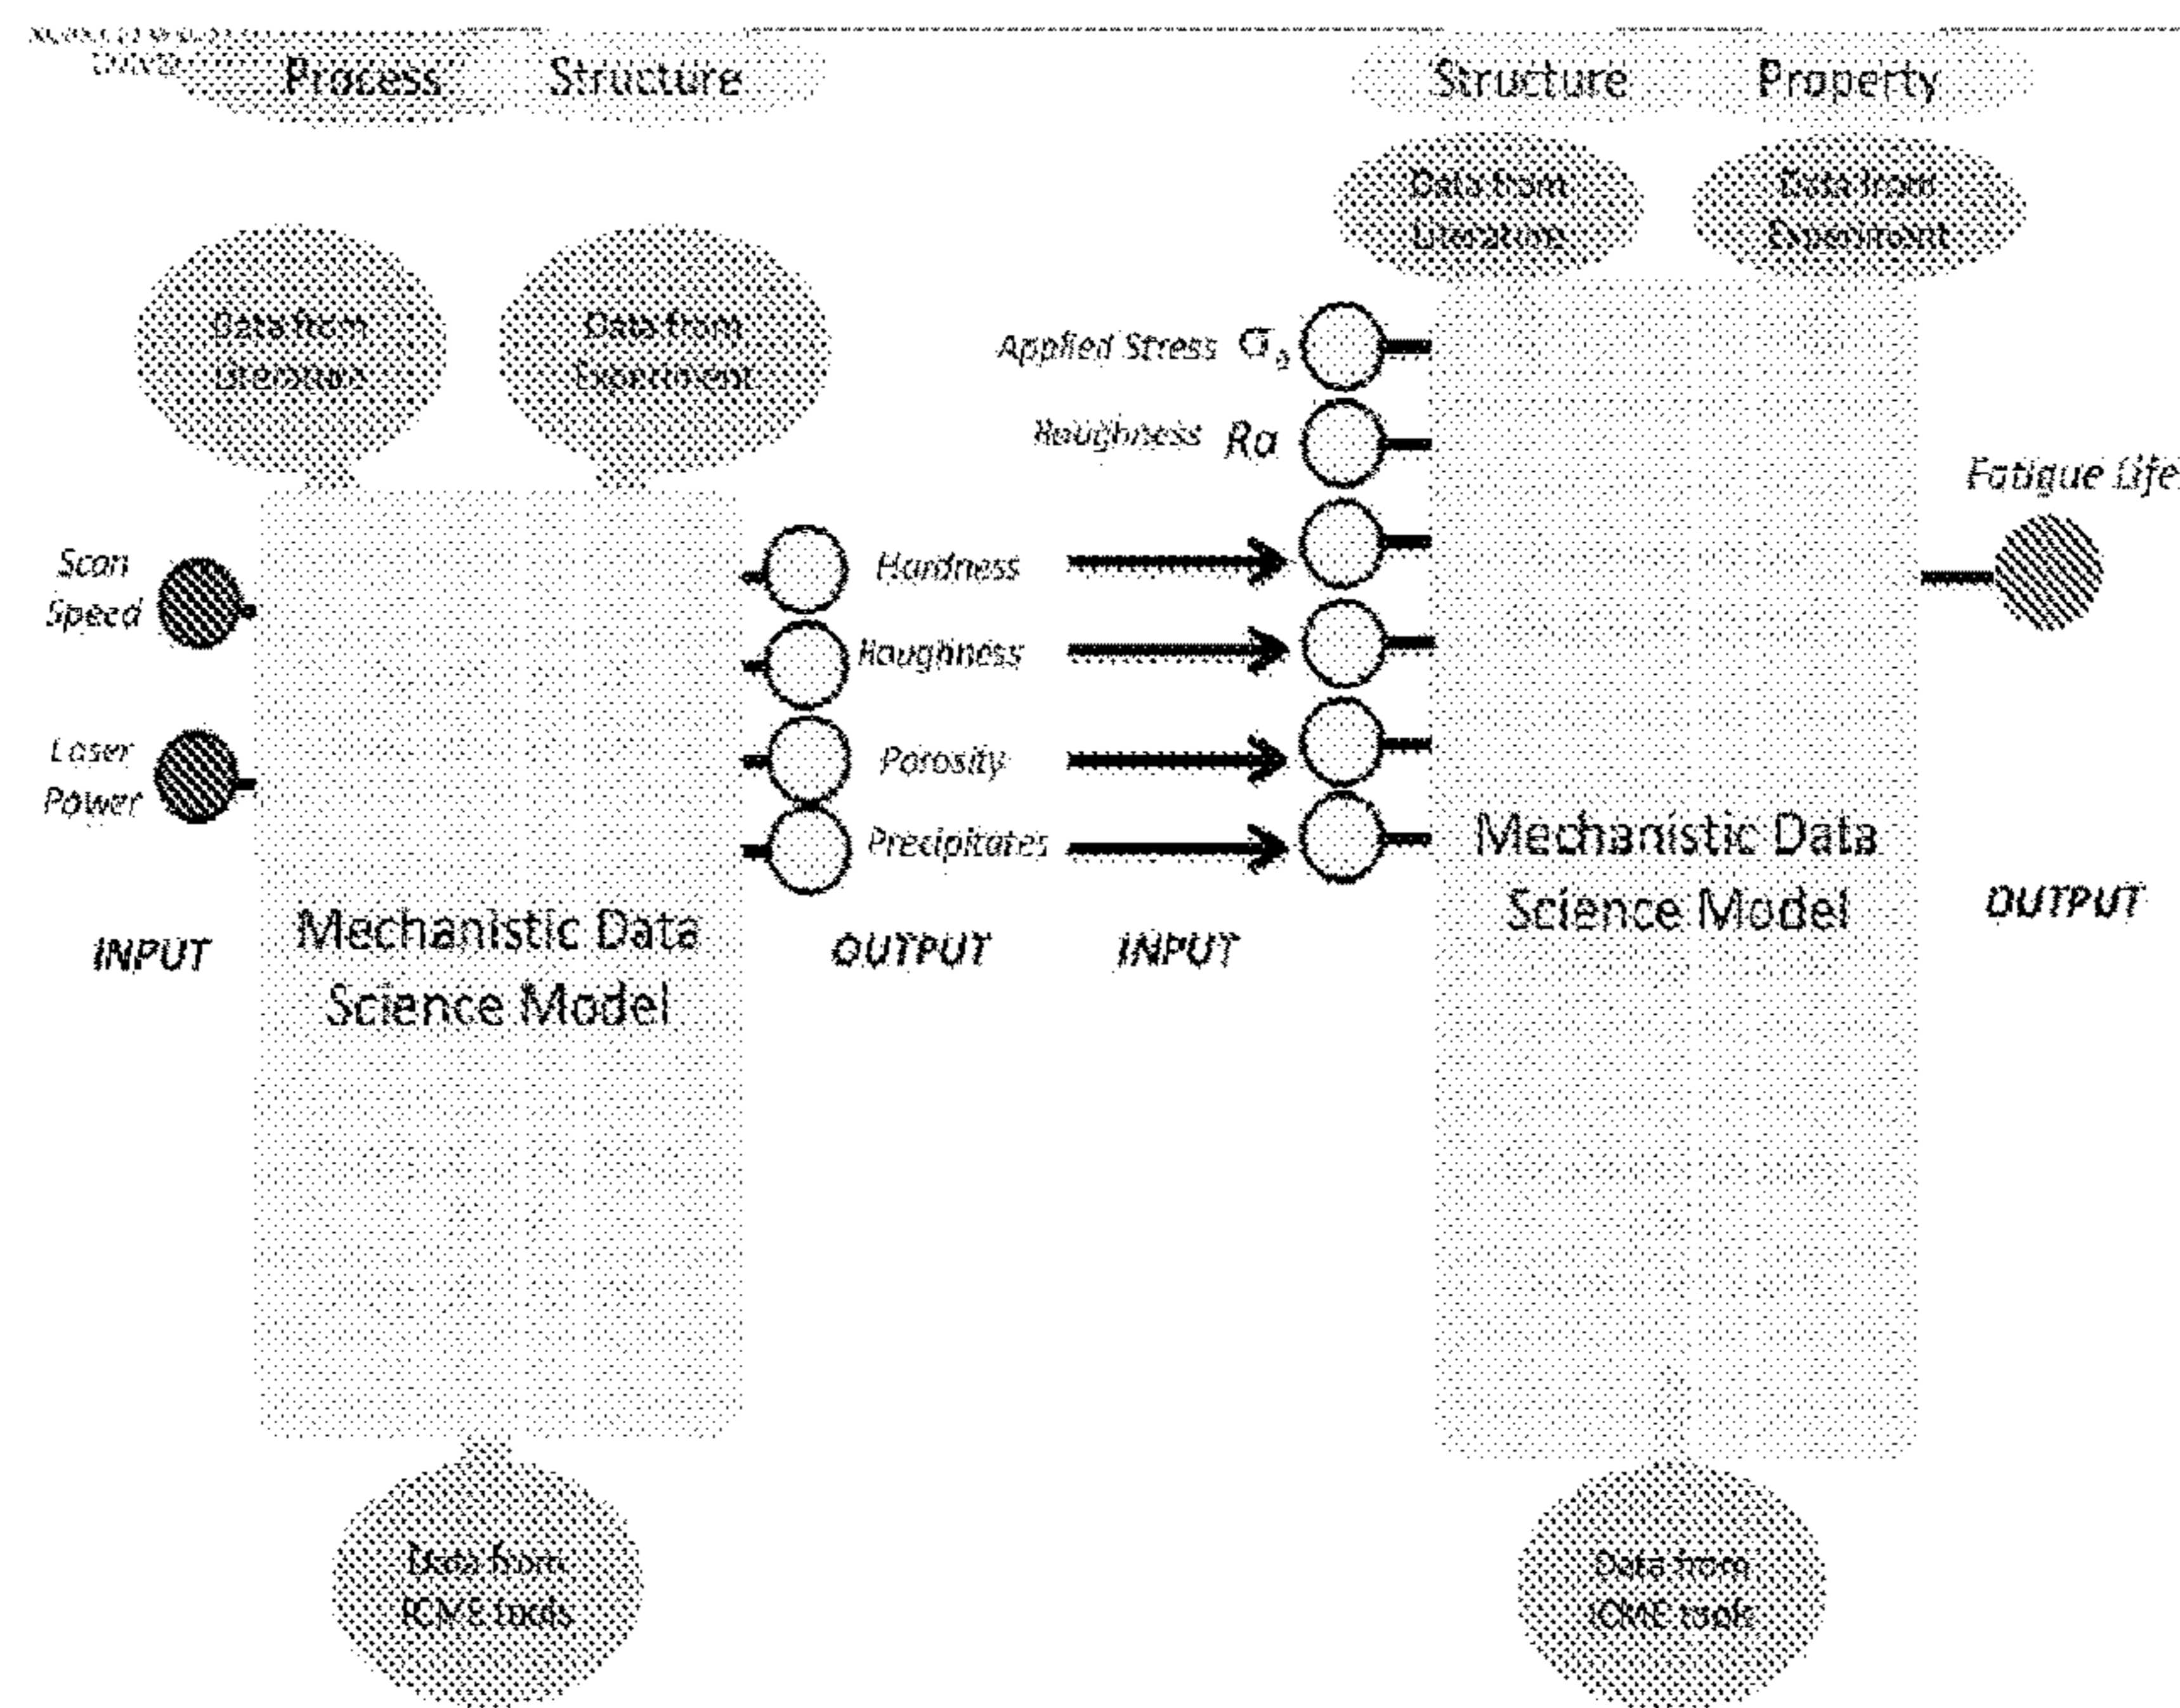 Process
Structure
Structure
Property
Data from
Literature
Data from
Experiment
Data from
Literature
Data from
Experiment
Applied Stress σa
Roughness Ra
Fatigue Life
Scan
Speed
Laser
Power
Hardness
Roughness
Porosity
Precipitates
INPUT
Mechanistic Data
Science Model
OUTPUT
INPUT
Mechanistic Data
Science Model
OUTPUT
Data from
ICME tools
Data from
ICME tools